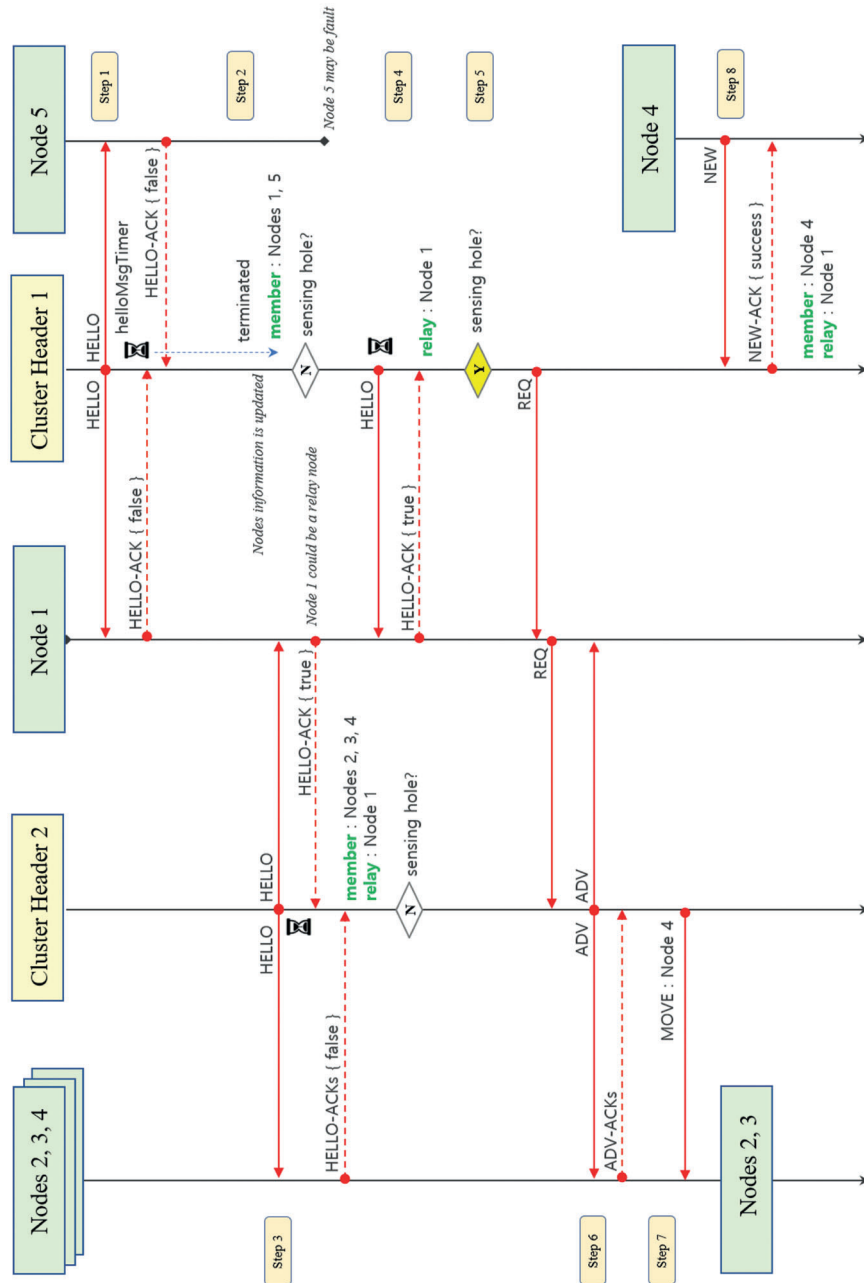 Nodes 2, 3, 4
Cluster Header 2
Node 1
Cluster Header 1
Node 5
Step 1
HELLO
HELLO
helloMsgTimer
HELLO-ACK { false }
HELLO-ACK { false }
Step 2
terminated
member : Nodes 1, 5
Nodes information is updated
N
sensing hole?
Node 5 may be fault
Step 3
HELLO
HELLO
HELLO-ACK { true }
Node 1 could be a relay node
HELLO-ACKs { false }
member : Nodes 2, 3, 4
relay : Node 1
N
sensing hole?
Step 4
HELLO
HELLO-ACK { true }
relay : Node 1
Step 5
Y
sensing hole?
REQ
REQ
Step 6
ADV
ADV
ADV-ACKs
Step 7
MOVE : Node 4
Nodes 2, 3
Node 4
Step 8
NEW
NEW-ACK { success }
member : Node 4
relay : Node 1